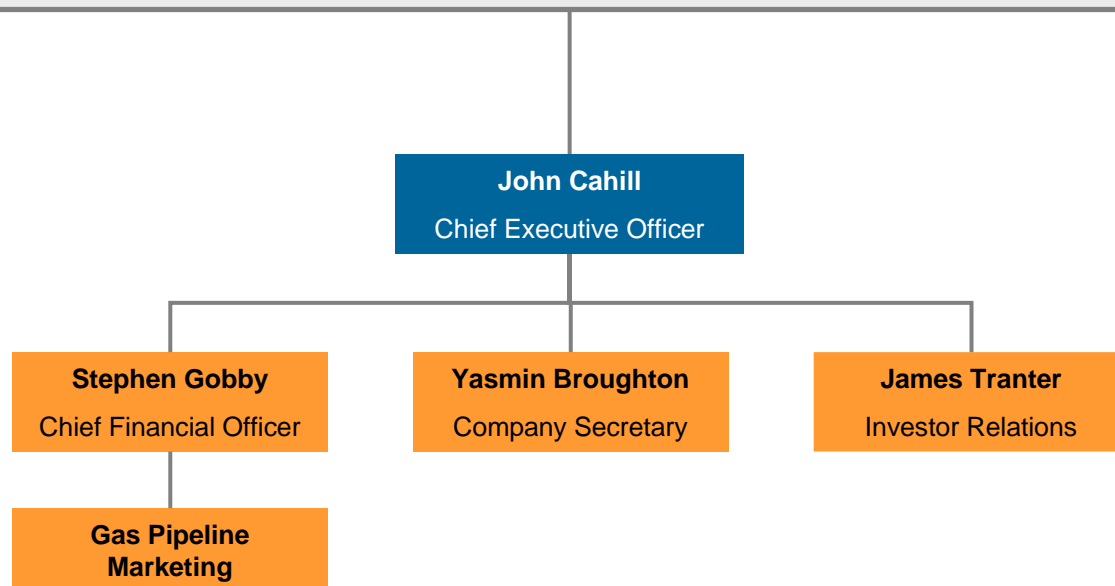 John Cahill
Chief Executive Officer
Stephen Gobby
Chief Financial Officer
Yasmin Broughton
Company Secretary
James Tranter
Investor Relations
Gas Pipeline
Marketing